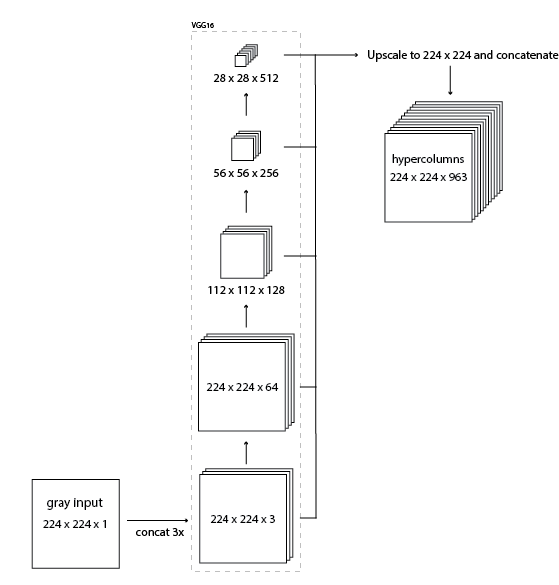 VGG16
28 x 28 x 512
Upscale to 224 x 224 and concatenate
56 x 56 x 256
hypercolumns
224 x 224 x 963
112 x 112 x 128
224 x 224 x 64
gray input
224 x 224 x 1
concat 3x
224 x 224 x 3